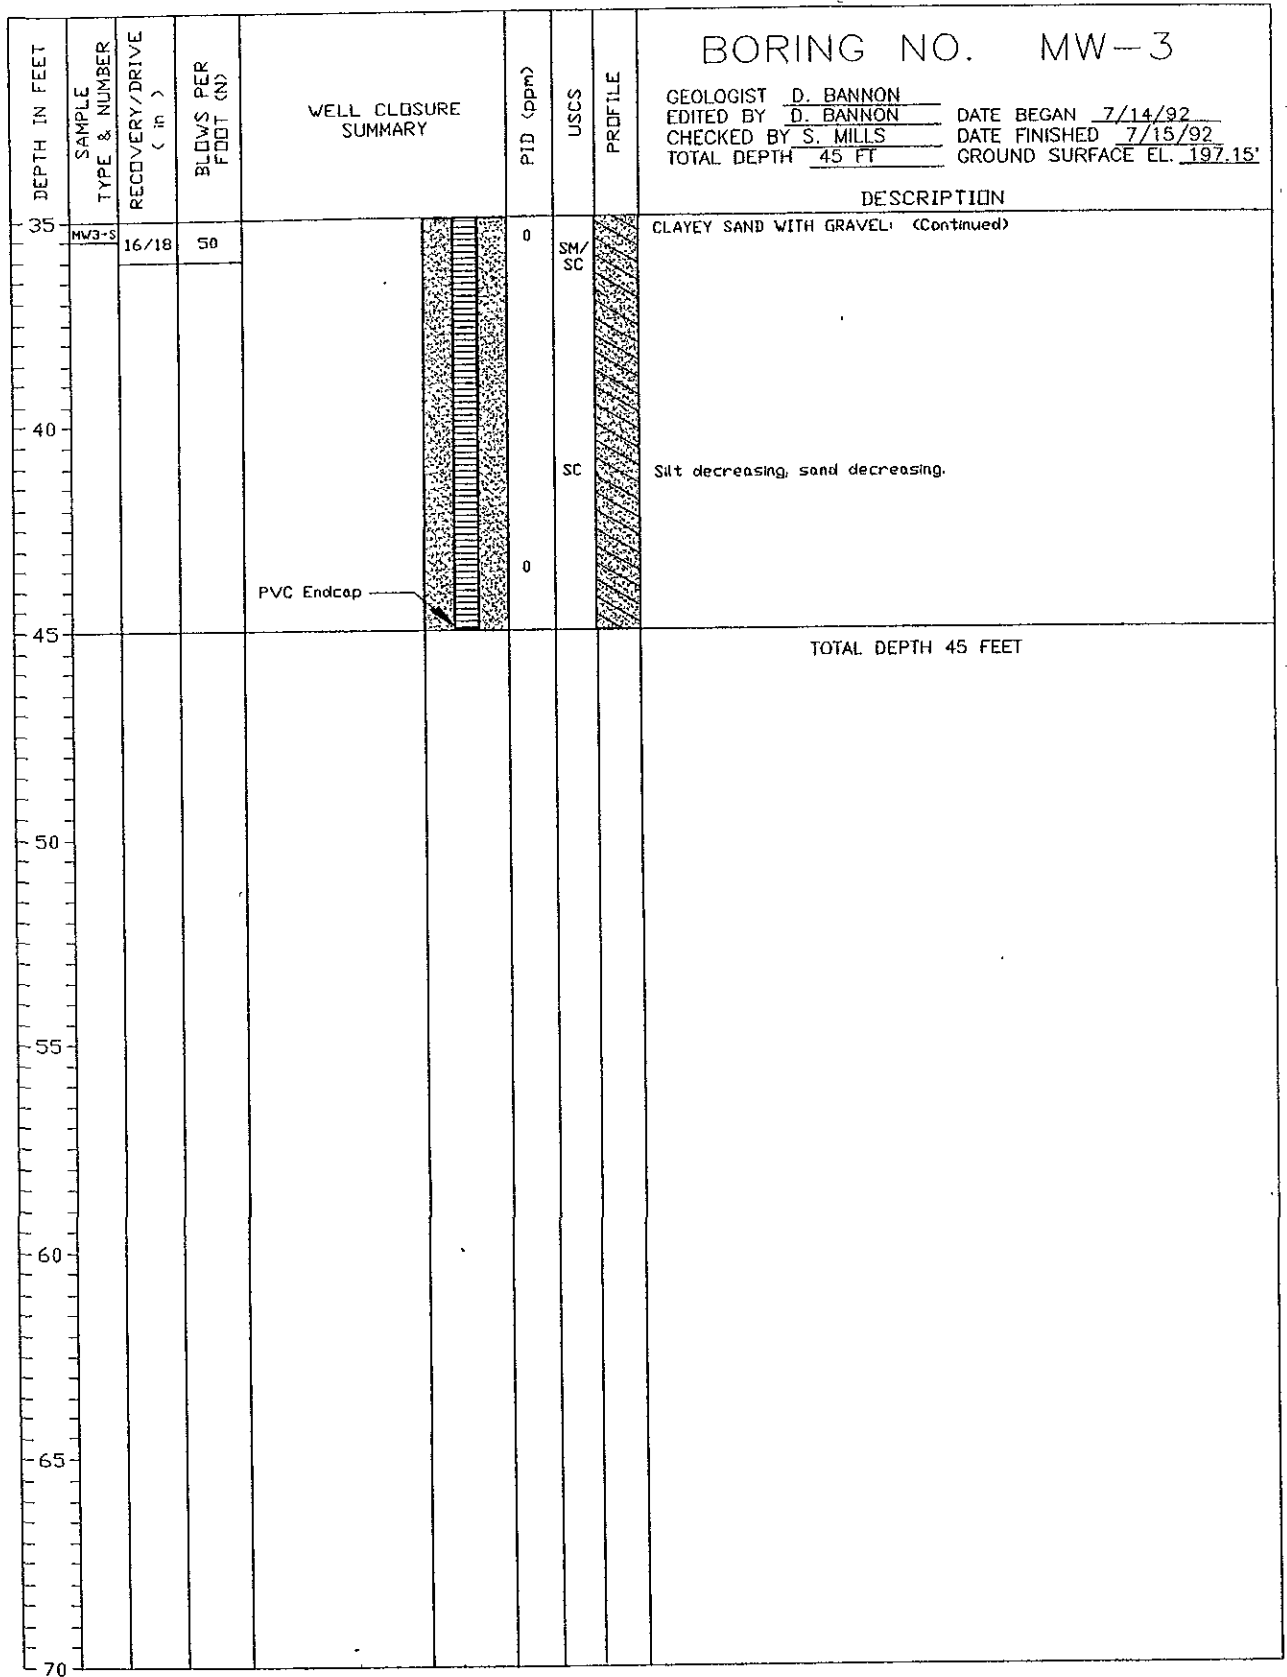 BORING NO. MW-3
GEOLOGIST D. BANNON
EDITED BY D. BANNON DATE BEGAN 7/14/92
CHECKED BY S. MILLS DATE FINISHED 7/15/92
TOTAL DEPTH 45 FT GROUND SURFACE EL. 197.15'
DEPTH IN FEET
SAMPLE
TYPE & NUMBER
RECOVERY/DRIVE
( in )
BLOWS PER
FOOT (N)
WELL CLOSURE
SUMMARY
PID (ppm)
USCS
PROFILE
DESCRIPTION
35
MW3-S
16/18
50
0
SM/
SC
CLAYEY SAND WITH GRAVEL: (Continued)
40
SC
Silt decreasing, sand decreasing.
0
PVC Endcap
45
TOTAL DEPTH 45 FEET
50
55
60
65
70